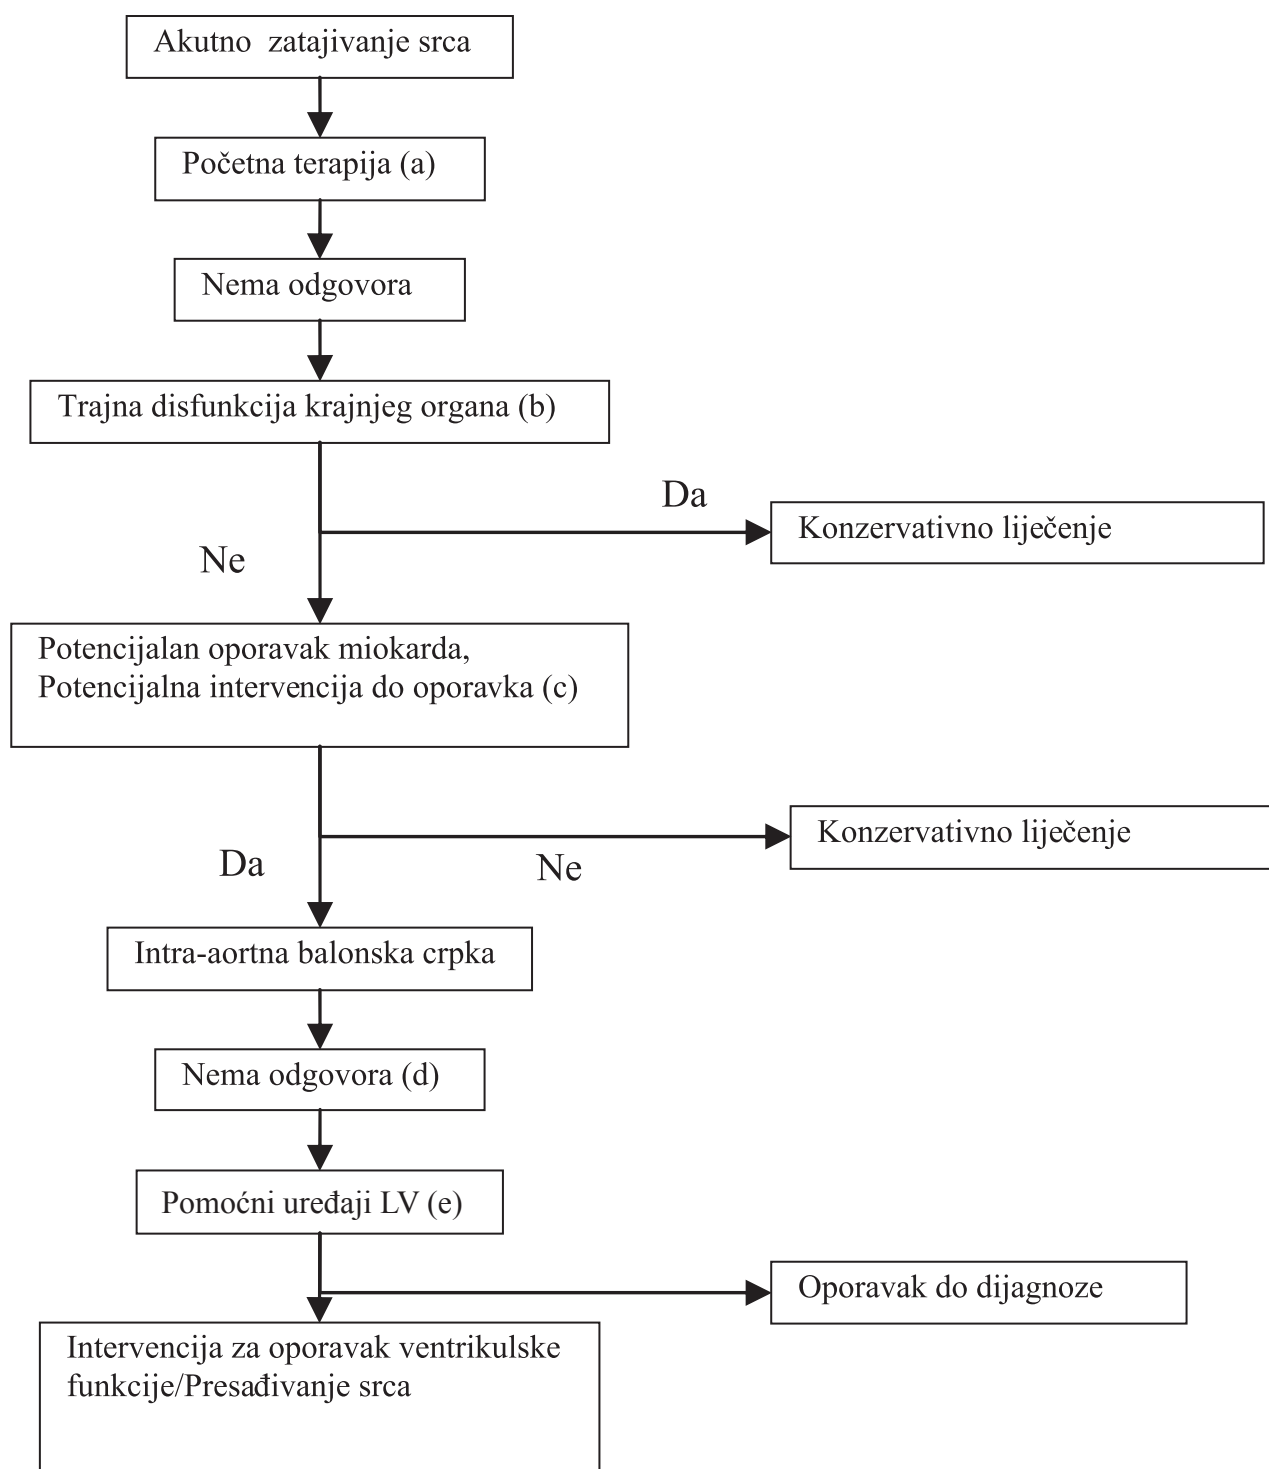 Akutno zatajivanje srca
Početna terapija (a)
Nema odgovora
Trajna disfunkcija krajnjeg organa (b)
Da
Konzervativno liječenje
Ne
Potencijalan oporavak miokarda,
Potencijalna intervencija do oporavka (c)
Konzervativno liječenje
Da
Ne
Intra-aortna balonska crpka
Nema odgovora (d)
Pomoćni uređaji LV (e)
Oporavak do dijagnoze
Intervencija za oporavak ventrikulske
funkcije/Presađivanje srca